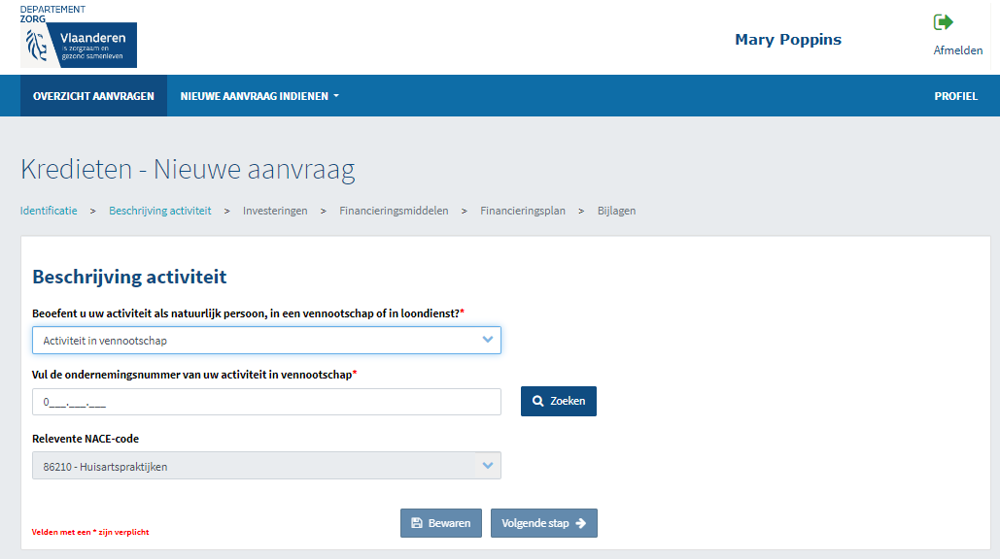 DEPARTEMENT
ZORG
Vlaanderen
is zorgzaam en
gezond samenleven
Mary Poppins
Afmelden
OVERZICHT AANVRAGEN NIEUWE AANVRAAG INDIENEN PROFIEL
Kredieten - Nieuwe aanvraag
Identificatie > Beschrijving activiteit > Investeringen > Financieringsmiddelen > Financieringsplan > Bijlagen
Beschrijving activiteit
Beoefent u uw activiteit als natuurlijk persoon, in een vennootschap of in loondienst?*
Activiteit in vennootschap
Vul de ondernemingsnummer van uw activiteit in vennootschap*
0___.___.___ Zoeken
Relevente NACE-code
86210 - Huisartspraktijken
Velden met een * zijn verplicht Bewaren Volgende stap